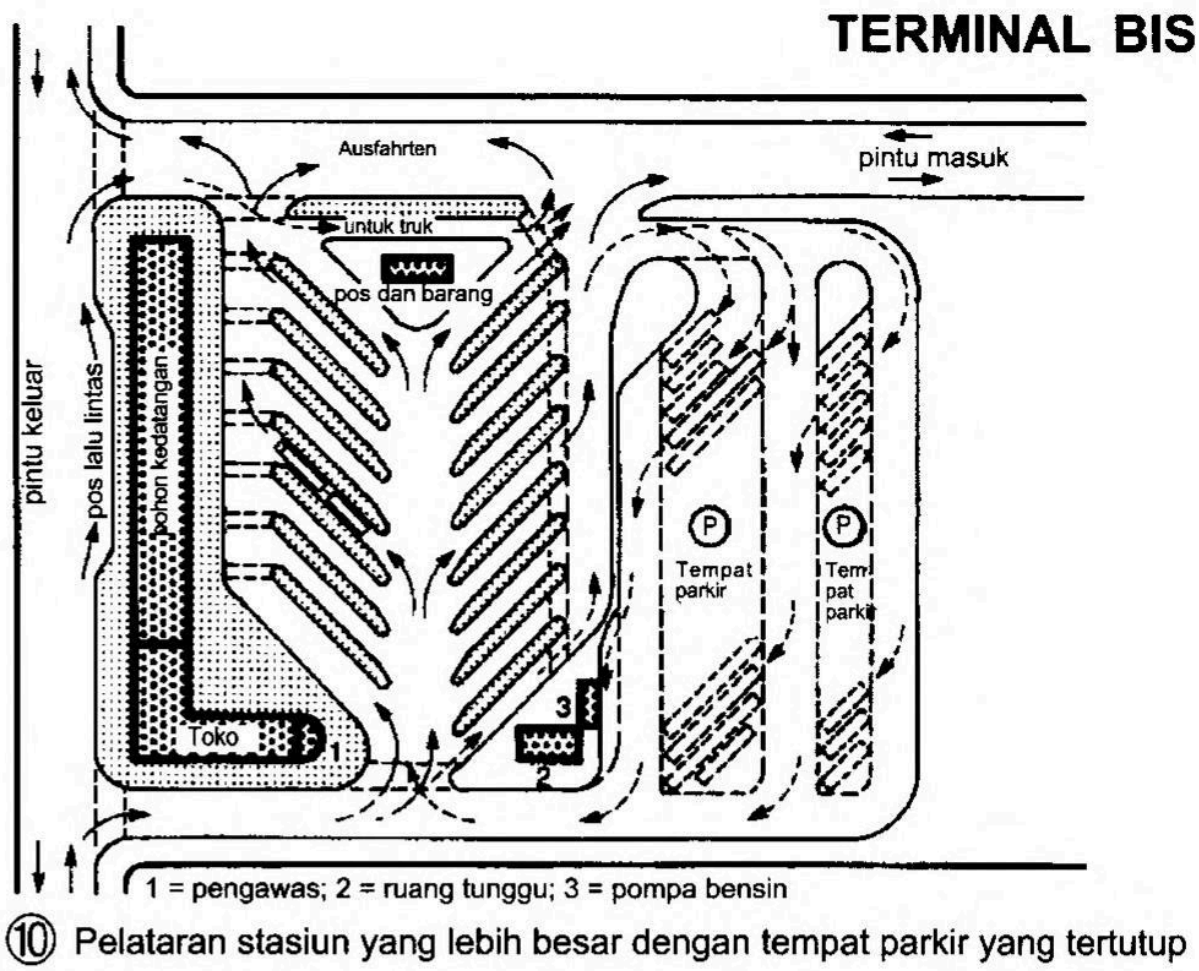 TERMINAL BIS
Ausfahrten
pintu masuk
untuk truk
pos dan barang
pintu keluar
pos lalu lintas
pohon kedatangan
P
P
Tempat
parkir
Tem
pat
parkir
Toko
1
3
2
1 = pengawas; 2 = ruang tunggu; 3 = pompa bensin
10 Pelataran stasiun yang lebih besar dengan tempat parkir yang tertutup